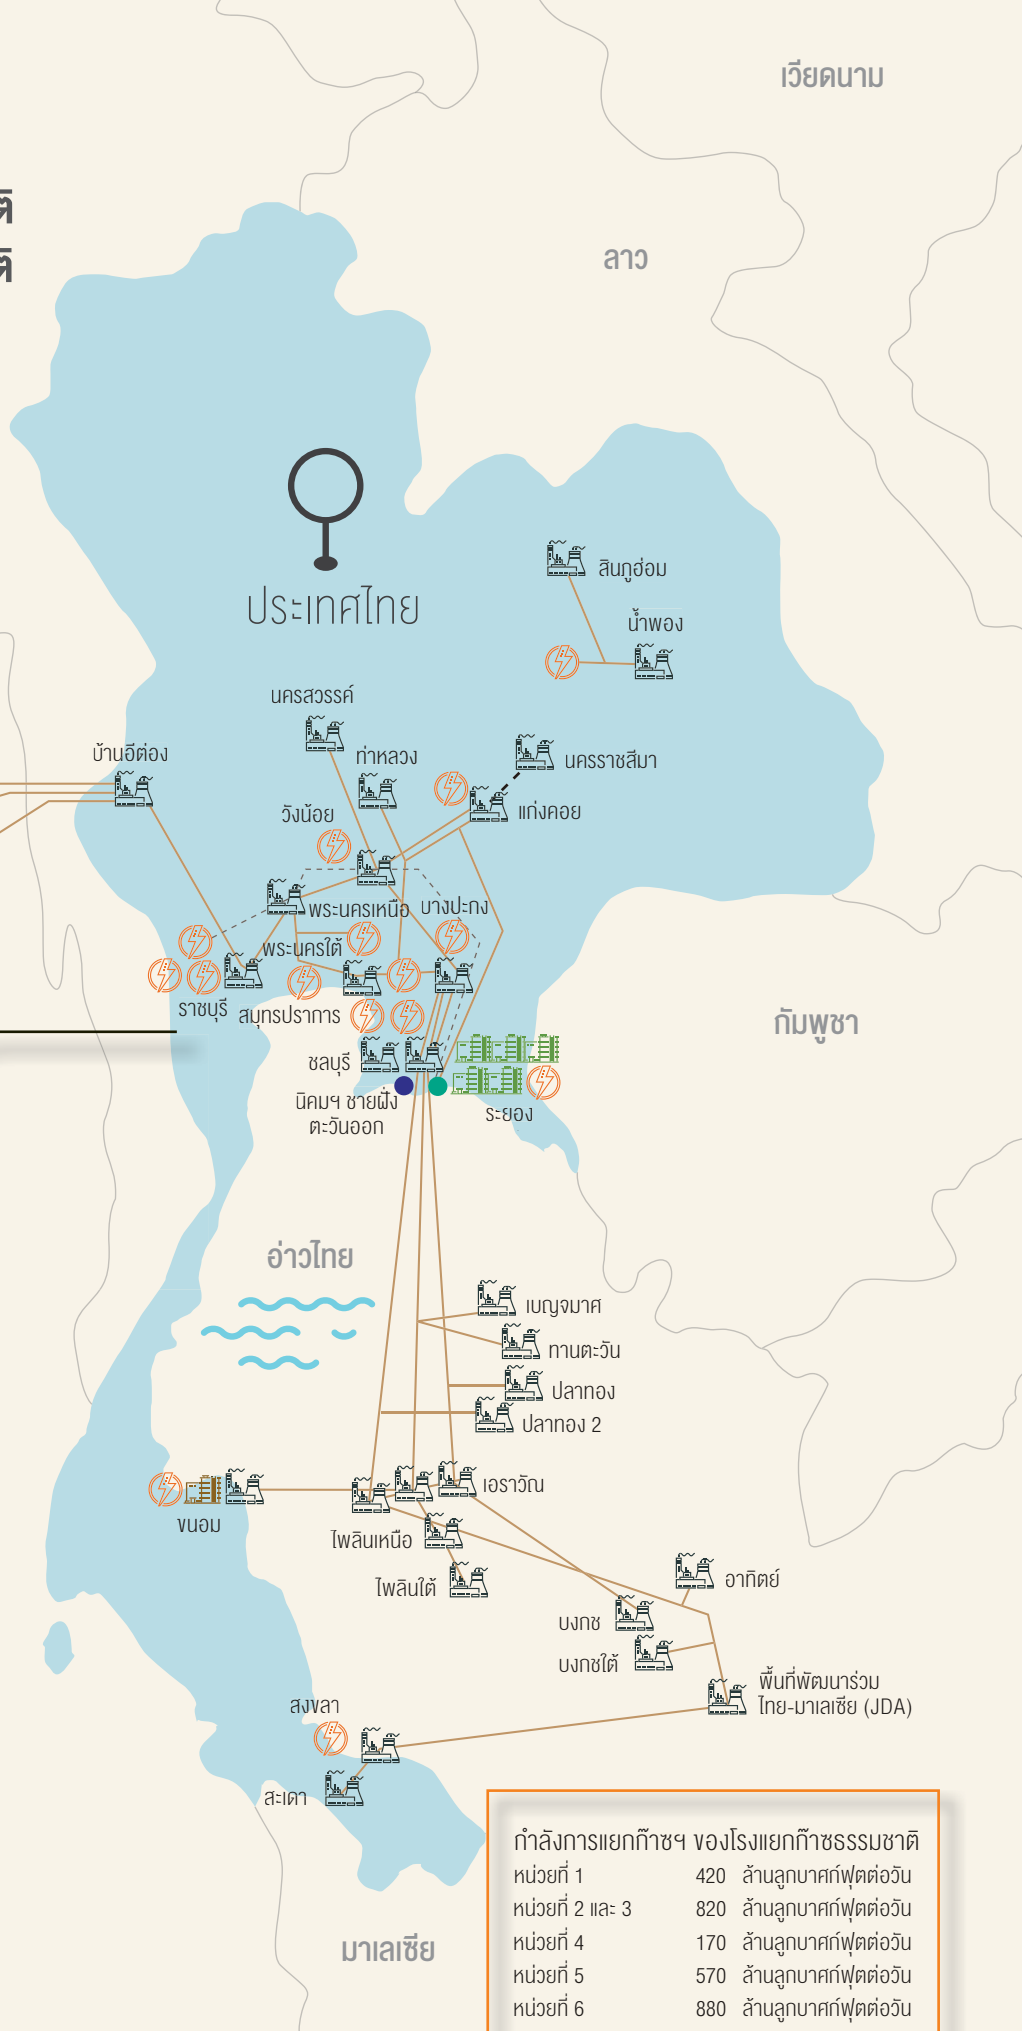 เวียดนาม
ติ
ลาว
ติ
ประเทศไทย
สินภูฮ่อม
น้ำพอง
นครสวรรค์
บ้านอีต่อง
ท่าหลวง
นครราชสีมา
วังน้อย
แก่งคอย
พระนครเหนือ
บางปะกง
พระนครใต้
ราชบุรี
สมุทรปราการ
กัมพูชา
ชลบุรี
นิคมฯ ชายฝั่ง
ตะวันออก
ระยอง
อ่าวไทย
เบญจมาศ
ทานตะวัน
ปลาทอง
ปลาทอง 2
เอราวัณ
ขนอม
ไพลินเหนือ
ไพลินใต้
อาทิตย์
บงกช
บงกชใต้
พื้นที่พัฒนาร่วม
ไทย-มาเลเซีย (JDA)
สงขลา
สะเดา
กำลังการแยกก๊าซฯ ของโรงแยกก๊าซธรรมชาติ
หน่วยที่ 1 420 ล้านลูกบาศก์ฟุตต่อวัน
หน่วยที่ 2 และ 3 820 ล้านลูกบาศก์ฟุตต่อวัน
หน่วยที่ 4 170 ล้านลูกบาศก์ฟุตต่อวัน
หน่วยที่ 5 570 ล้านลูกบาศก์ฟุตต่อวัน
หน่วยที่ 6 880 ล้านลูกบาศก์ฟุตต่อวัน
มาเลเซีย